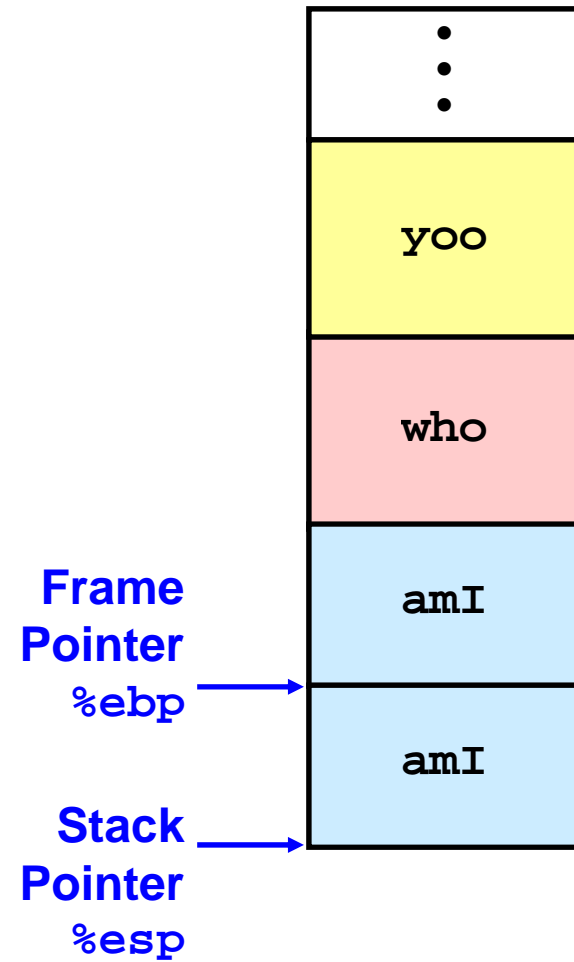 yoo
who
amI
Frame
Pointer
%ebp
amI
Stack
Pointer
%esp